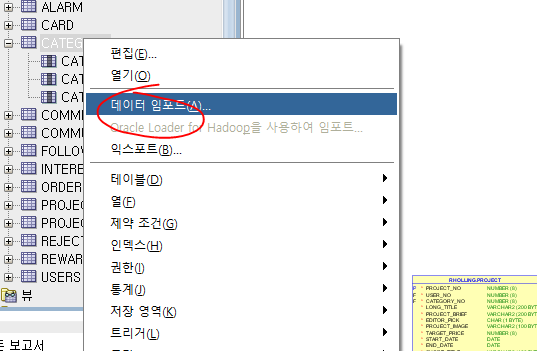 ALARM
CARD
CATEG
CAT
CAT
CAT
COMME
COMMU
FOLLOV
INTERE
ORDER
PROJEC
PROJEC
REJECT
REWAR
USERS
뷰
든 보고서
편집(E)...
열기(O)
데이터 임포트(A)...
Oracle Loader for Hadoop을 사용하여 임포트...
익스포트(B)...
테이블(D)
열(F)
제약 조건(G)
인덱스(H)
권한(I)
통계(J)
저장 영역(K)
트리거(L)
RHOLLING.PROJECT
P * PROJECT_NO NUMBER (8)
F * USER_NO NUMBER (8)
F * CATEGORY_NO NUMBER (8)
* LONG_TITLE VARCHAR2 (200 BYT
* PROJECT_BRIEF VARCHAR2 (200 BYT
* EDITOR_PICK CHAR (1 BYTE)
* PROJECT_IMAGE VARCHAR2 (100 BYT
* TARGET_PRICE NUMBER (8)
* START_DATE DATE
* END_DATE DATE